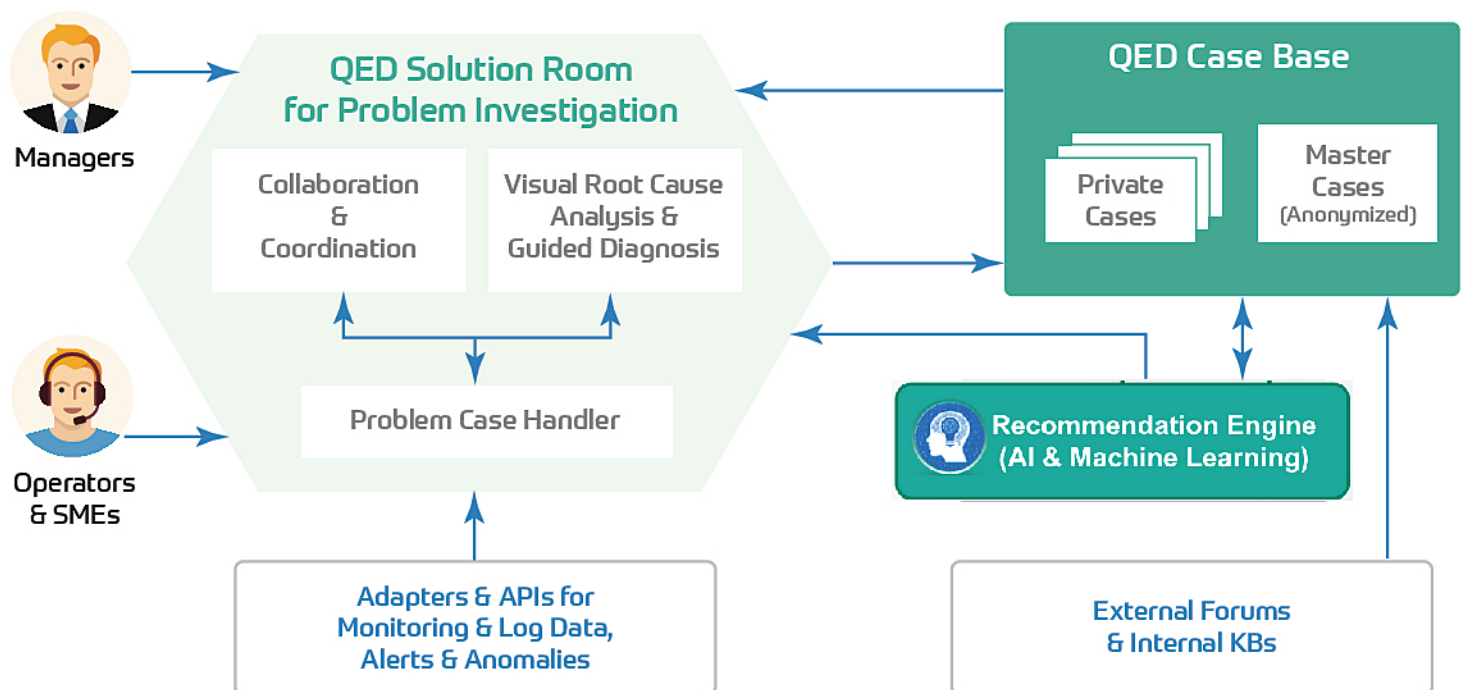 Managers
QED Solution Room
for Problem Investigation
Collaboration
&
Coordination
Visual Root Cause
Analysis &
Guided Diagnosis
Problem Case Handler
Operators
& SMEs
Adapters & APIs for
Monitoring & Log Data,
Alerts & Anomalies
QED Case Base
Private
Cases
Master
Cases
(Anonymized)
Recommendation Engine
(AI & Machine Learning)
External Forums
& Internal KBs